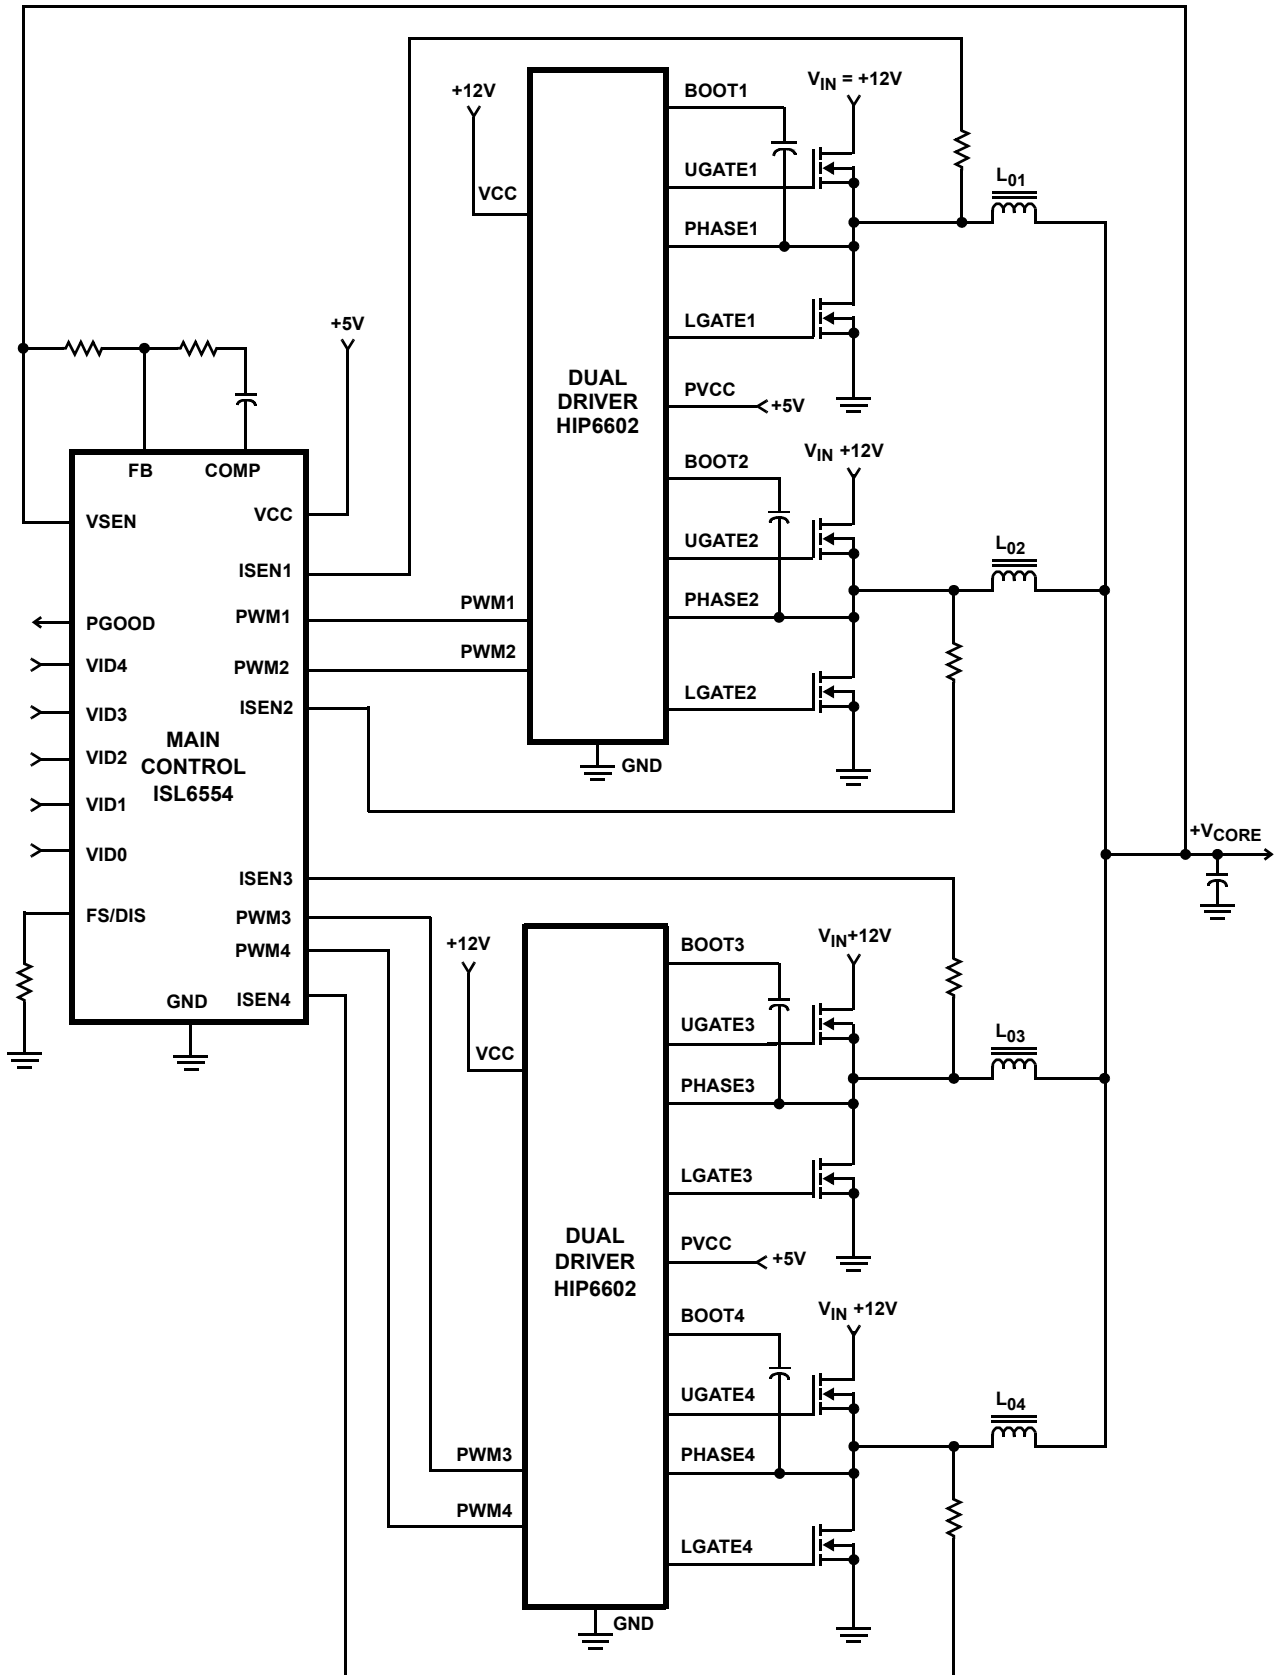 +12V
VCC
BOOT1
UGATE1
PHASE1
LGATE1
PVCC
+5V
BOOT2
UGATE2
PHASE2
LGATE2
VIN = +12V
L01
VIN +12V
L02
DUAL
DRIVER
HIP6602
GND
PWM1
PWM2
+5V
FB
COMP
VSEN
PGOOD
VID4
VID3
VID2
VID1
VID0
FS/DIS
GND
MAIN
CONTROL
ISL6554
VCC
ISEN1
PWM1
PWM2
ISEN2
ISEN3
PWM3
PWM4
ISEN4
+VCORE
+12V
VCC
PWM3
PWM4
DUAL
DRIVER
HIP6602
GND
BOOT3
UGATE3
PHASE3
LGATE3
PVCC
+5V
BOOT4
UGATE4
PHASE4
LGATE4
VIN+12V
L03
VIN +12V
L04